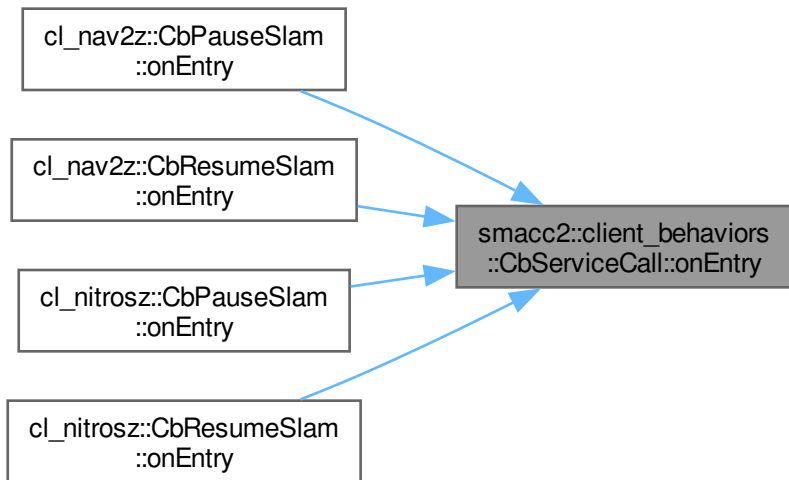 cl_nav2z::CbPauseSlam
::onEntry
cl_nav2z::CbResumeSlam
::onEntry
smacc2::client_behaviors
::CbServiceCall::onEntry
cl_nitrosz::CbPauseSlam
::onEntry
cl_nitrosz::CbResumeSlam
::onEntry